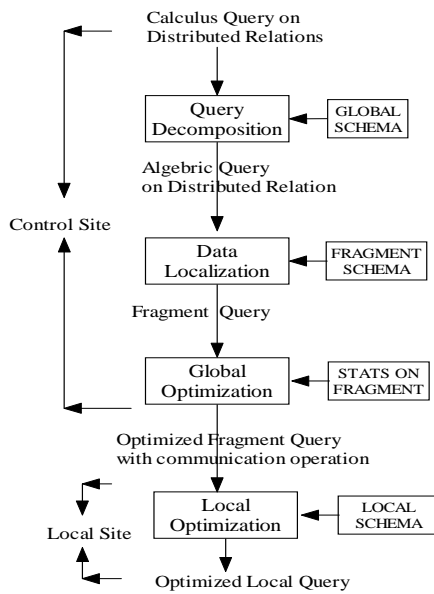 Calculus Query on
Distributed Relations
Query
Decomposition
GLOBAL
SCHEMA
Algebric Query
on Distributed Relation
Control Site
Data
Localization
FRAGMENT
SCHEMA
Fragment Query
Global
Optimization
STATS ON
FRAGMENT
Optimized Fragment Query
with communication operation
Local
Optimization
LOCAL
SCHEMA
Local Site
Optimized Local Query